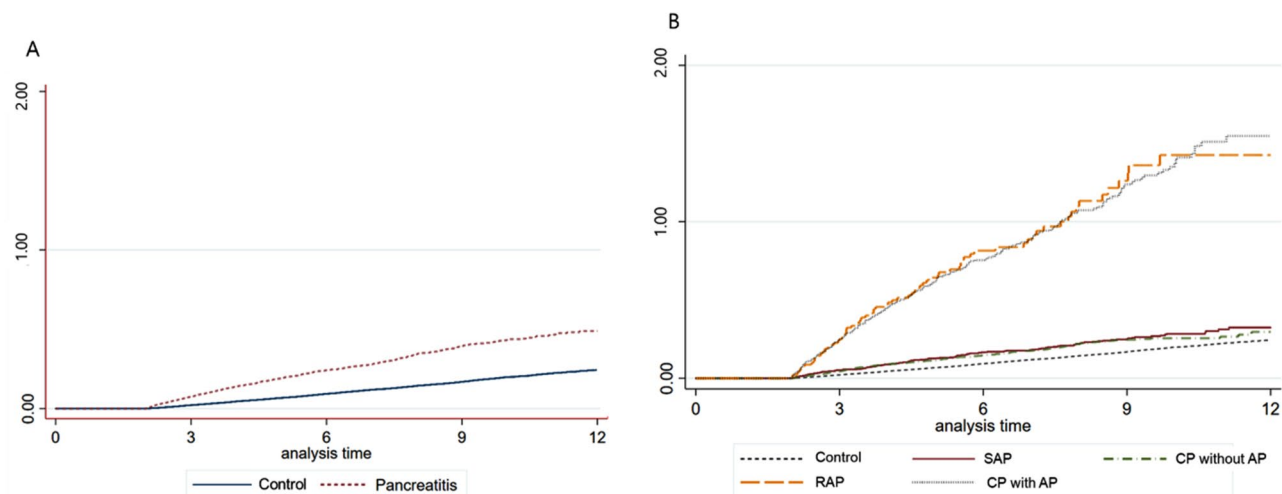 A
2.00
1.00
0.00
0 3 6 9 12
analysis time
Control Pancreatitis
B
2.00
1.00
0.00
0 3 6 9 12
analysis time
Control SAP CP without AP
RAP CP with AP